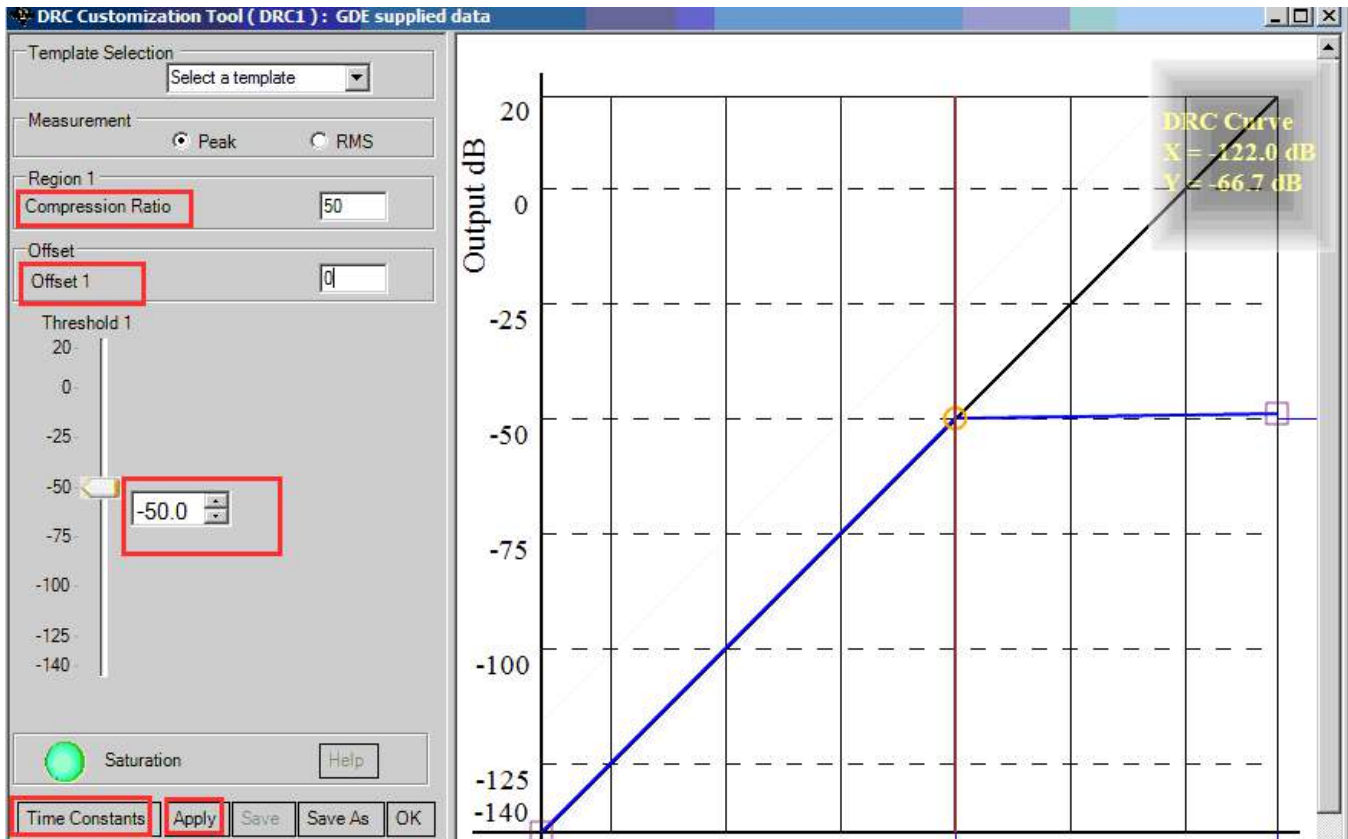 DRC Customization Tool ( DRC1 ) : GDE supplied data
Template Selection
Select a template
Measurement
Peak
RMS
Region 1
Compression Ratio
50
Offset
Offset 1
0
Threshold 1
20
0
-25
-50
-50.0
-75
-100
-125
-140
Saturation
Help
Time Constants
Apply
Save
Save As
OK
Output dB
20
0
-25
-50
-75
-100
-125
-140
DRC Curve
X = -122.0 dB
Y = -66.7 dB